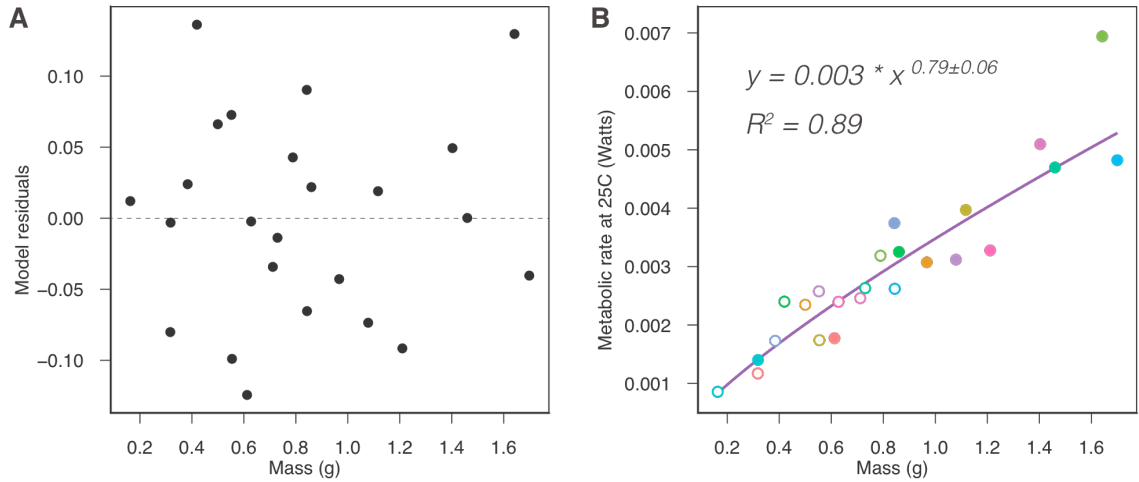 A
0.10
0.05
0.00
−0.05
−0.10
Model residuals
0.2 0.4 0.6 0.8 1.0 1.2 1.4 1.6
Mass (g)
B
0.007
0.006
0.005
0.004
0.003
0.002
0.001
Metabolic rate at 25C (Watts)
y = 0.003 * x 0.79±0.06
R² = 0.89
0.2 0.4 0.6 0.8 1.0 1.2 1.4 1.6
Mass (g)